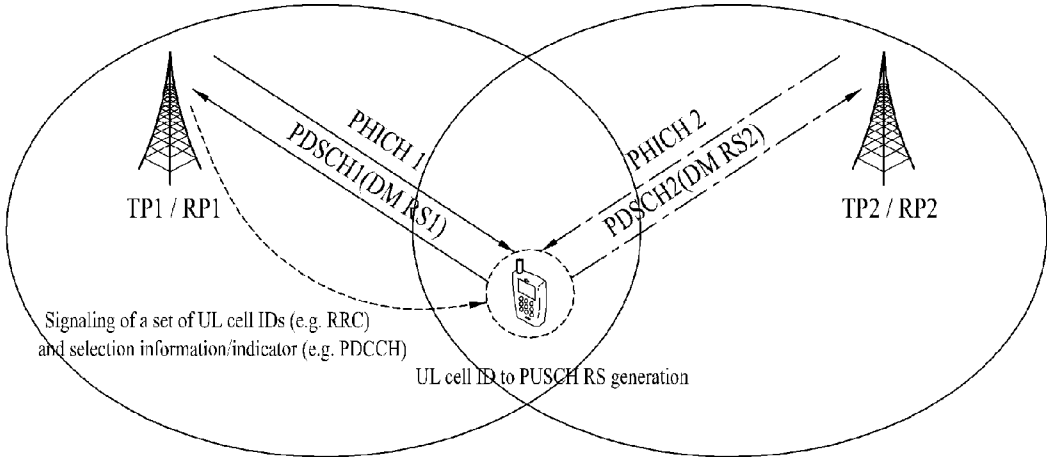 PHICH 1
PDSCH1(DM RS1)
PHICH 2
PDSCH2(DM RS2)
TP1 / RP1
TP2 / RP2
Signaling of a set of UL cell IDs (e.g. RRC)
and selection information/indicator (e.g. PDCCH)
UL cell ID to PUSCH RS generation